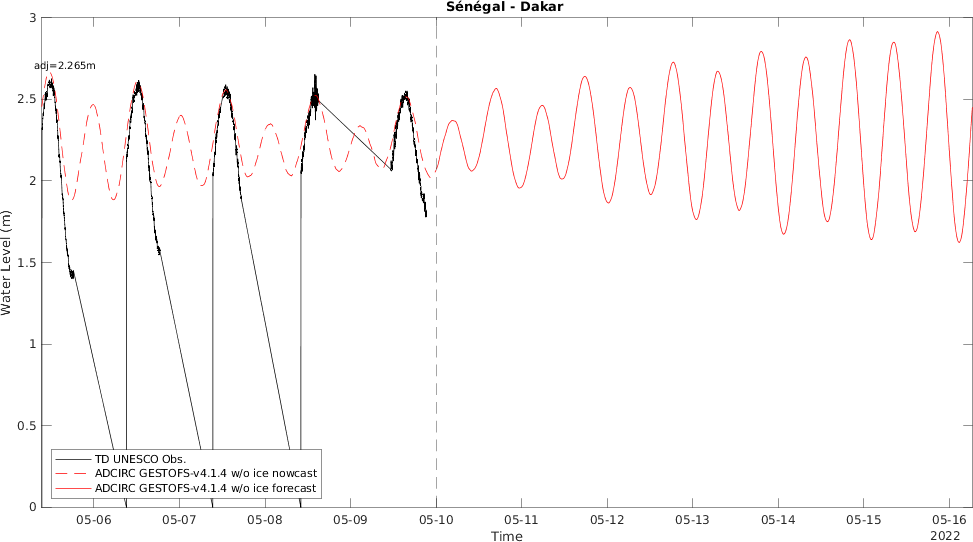 Sénégal - Dakar
adj=2.265m
3
2.5
2
1.5
1
0.5
0
Water Level (m)
TD UNESCO Obs.
ADCIRC GESTOFS-v4.1.4 w/o ice nowcast
ADCIRC GESTOFS-v4.1.4 w/o ice forecast
05-06 05-07 05-08 05-09 05-10 05-11 05-12 05-13 05-14 05-15 05-16
2022
Time